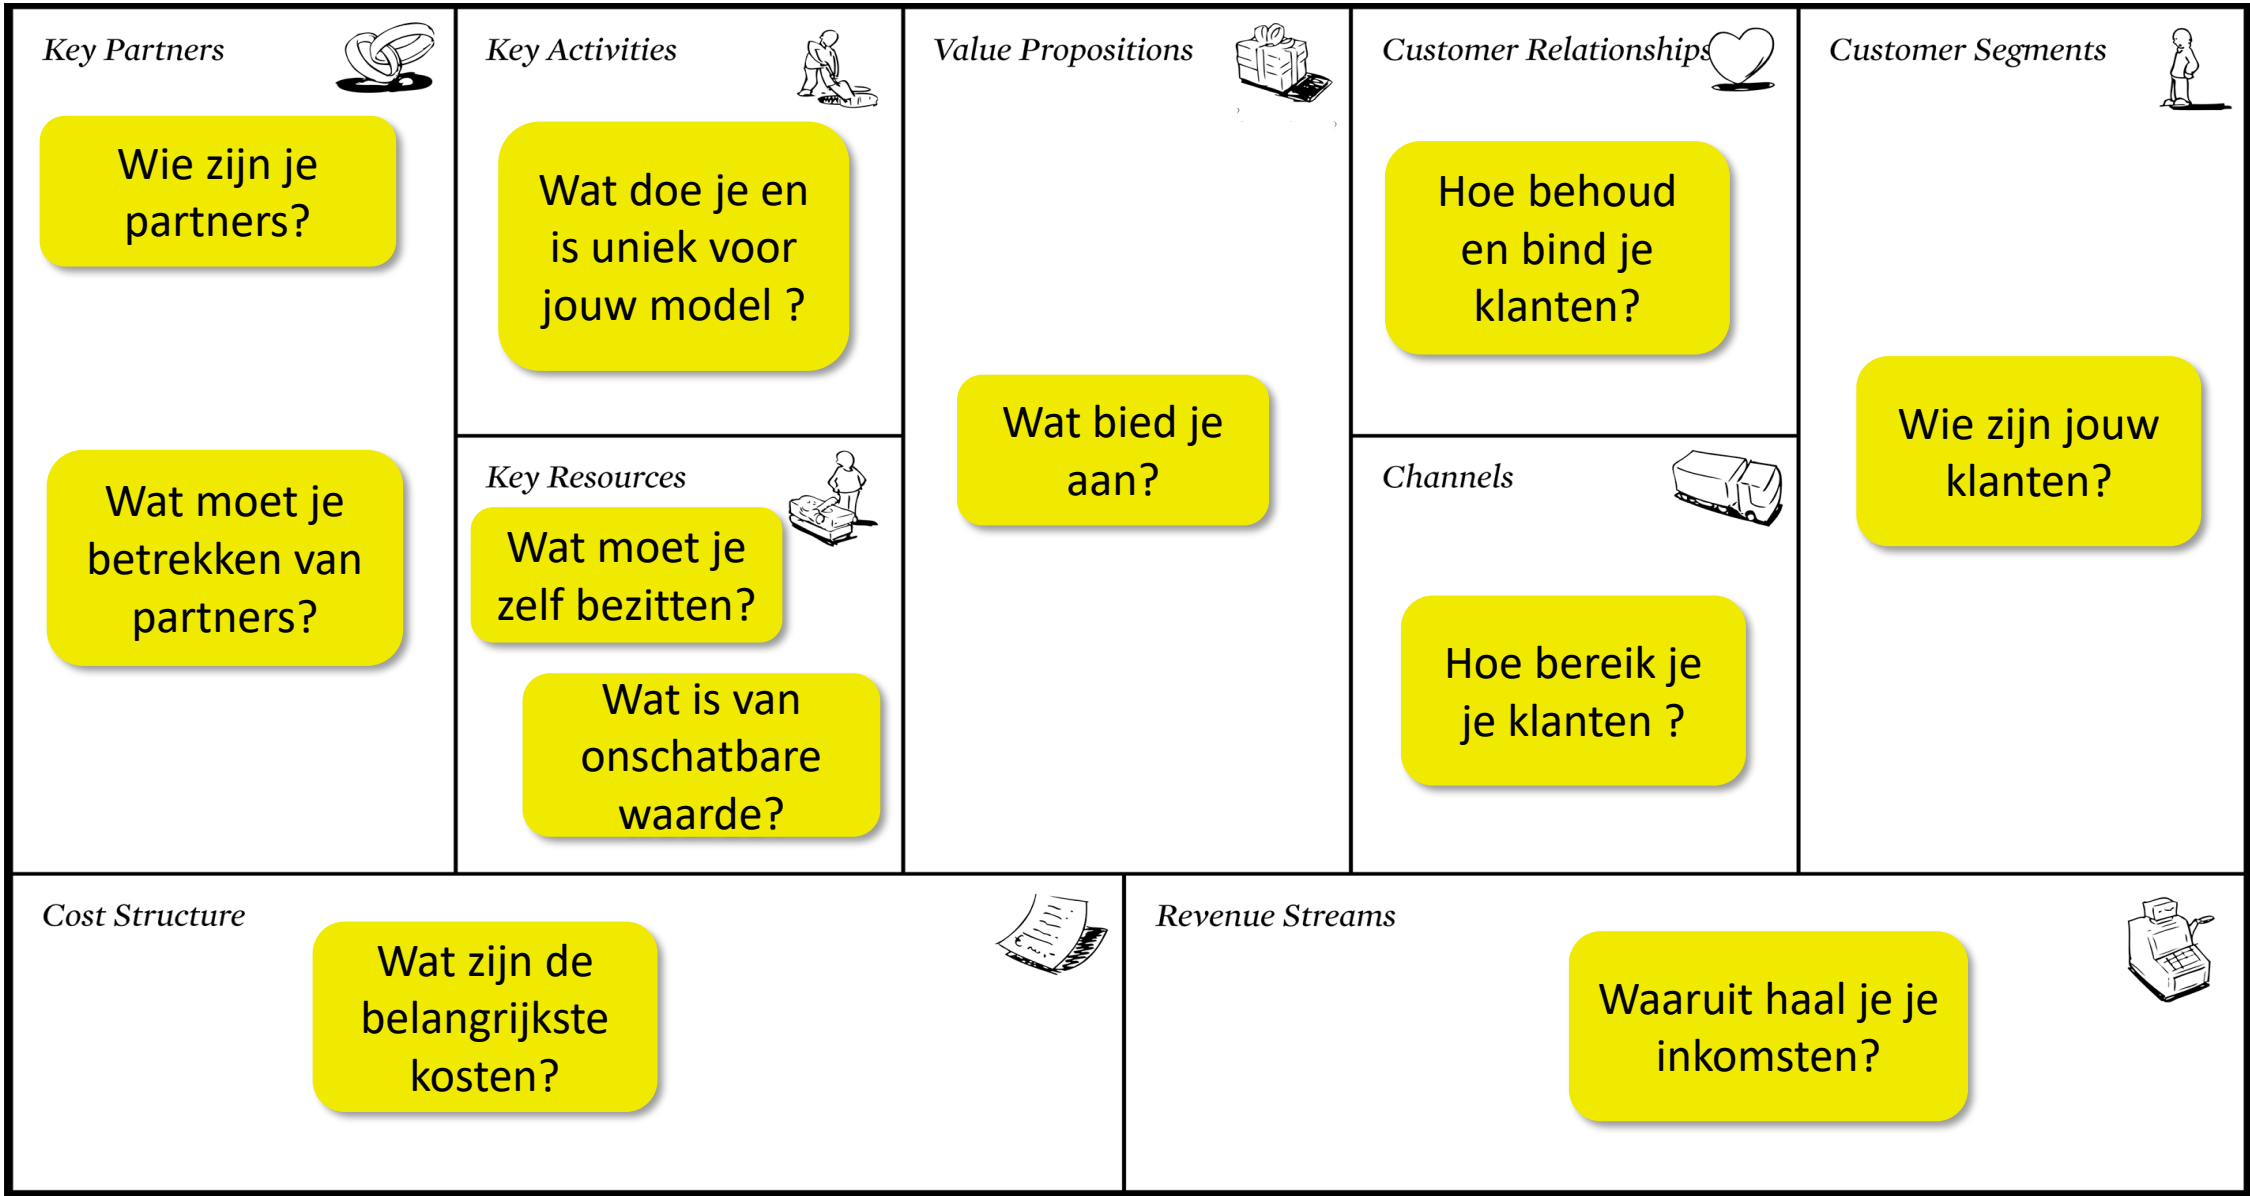 Key Partners
Wie zijn je
partners?
Wat moet je
betrekken van
partners?
Key Activities
Wat doe je en
is uniek voor
jouw model ?
Key Resources
Wat moet je
zelf bezitten?
Wat is van
onschatbare
waarde?
Value Propositions
Wat bied je
aan?
Customer Relationships
Hoe behoud
en bind je
klanten?
Channels
Hoe bereik je
je klanten ?
Customer Segments
Wie zijn jouw
klanten?
Cost Structure
Wat zijn de
belangrijkste
kosten?
Revenue Streams
Waaruit haal je je
inkomsten?